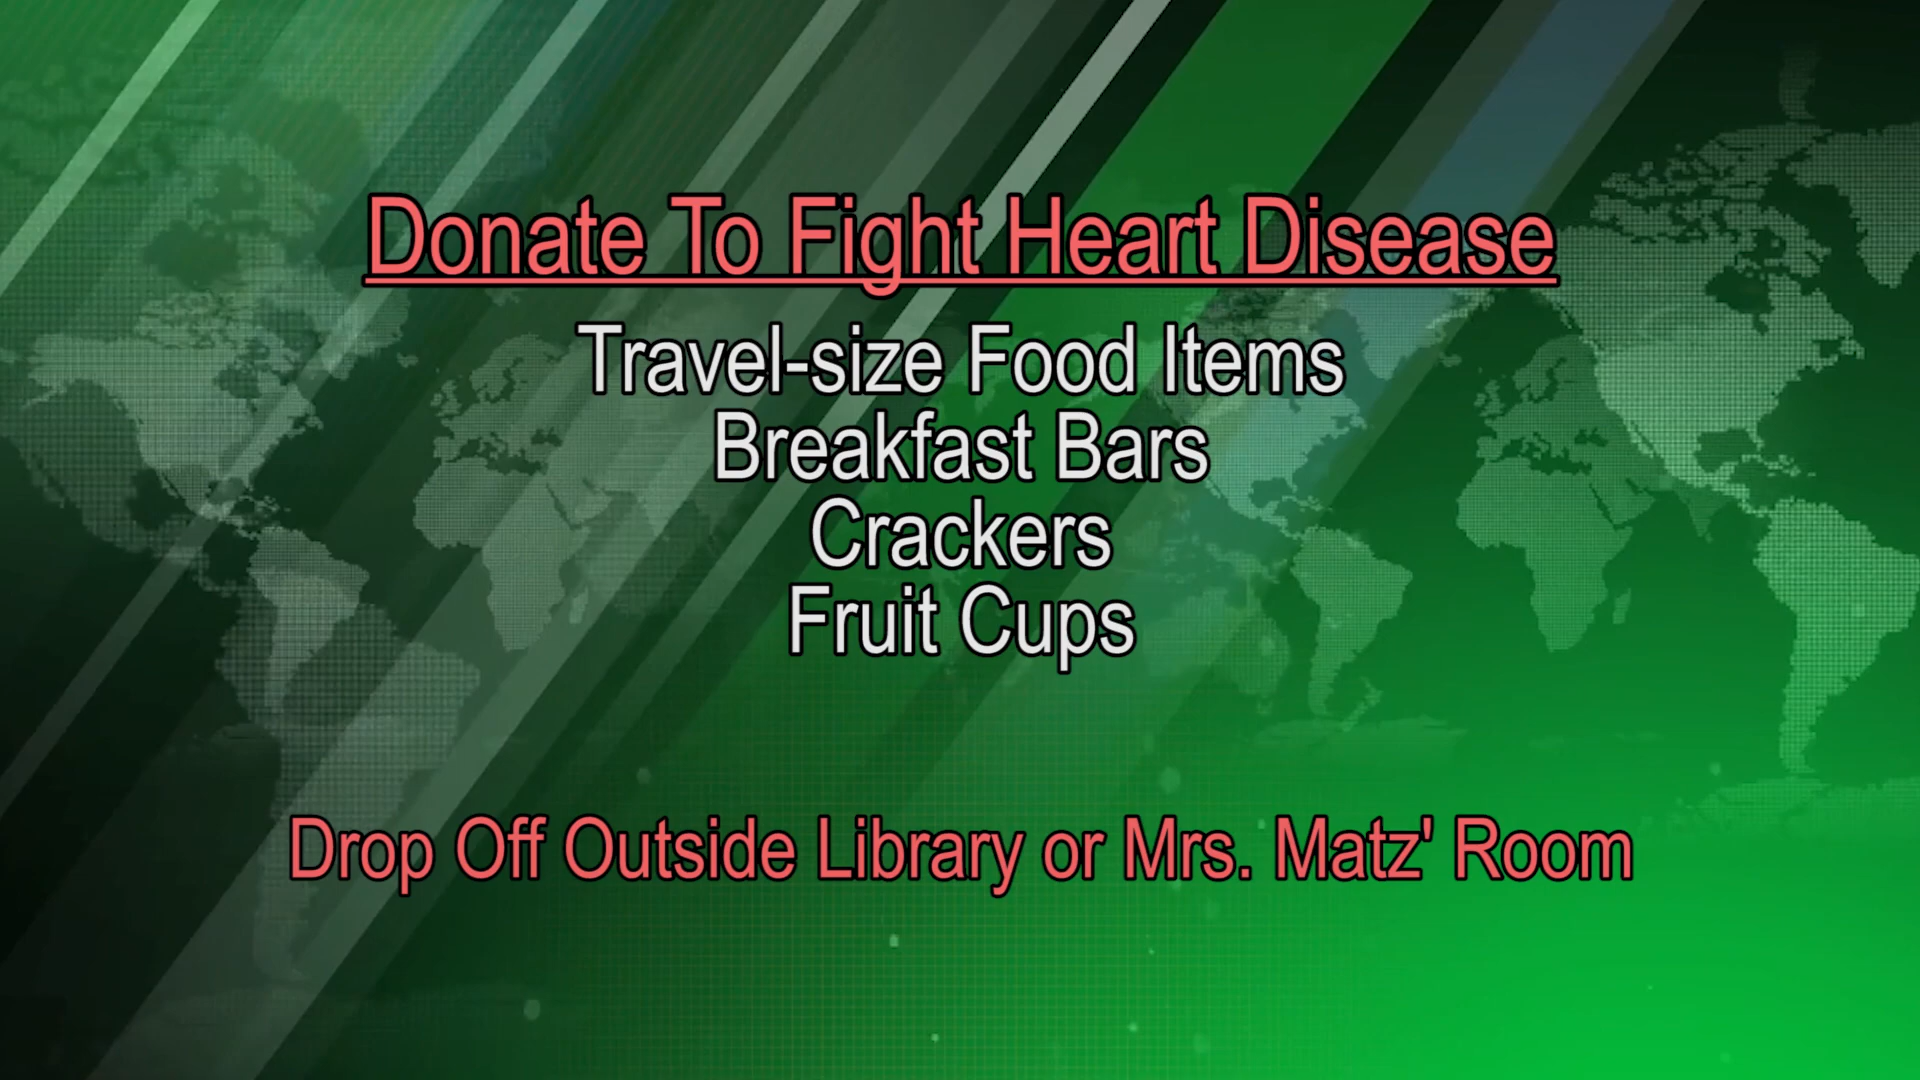 Donate To Fight Heart Disease
Travel-size Food Items
Breakfast Bars
Crackers
Fruit Cups
Drop Off Outside Library or Mrs. Matz' Room